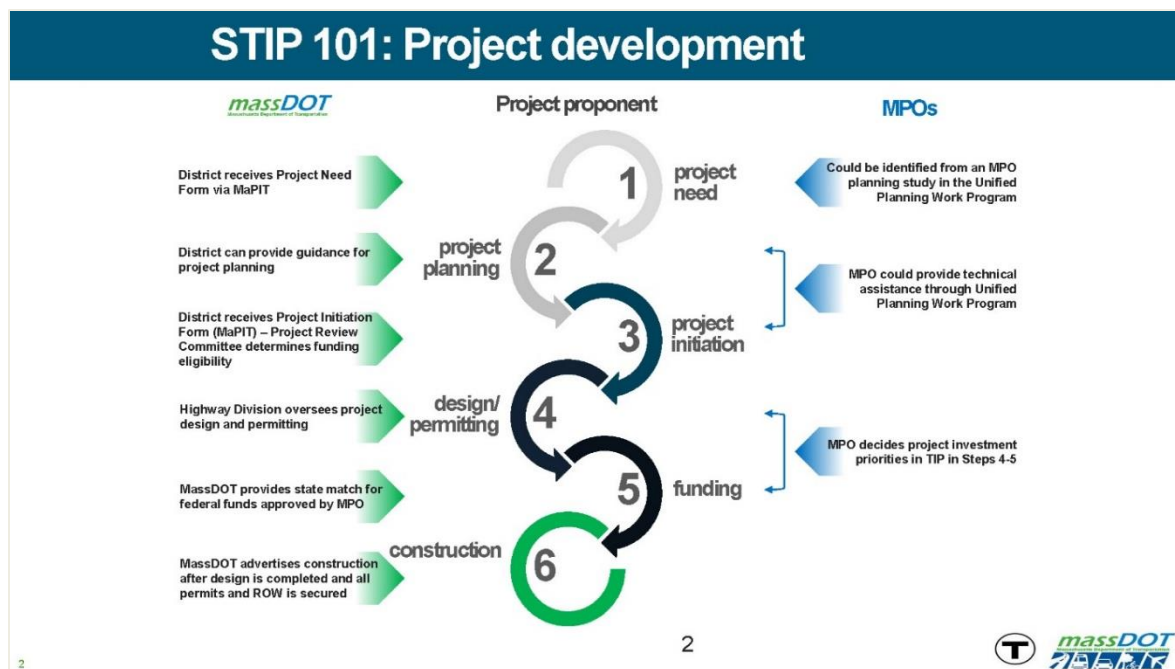 STIP 101: Project development
massDOT
Massachusetts Department of Transportation
Project proponent
MPOs
District receives Project Need
Form via MaPIT
1
project
need
Could be identified from an MPO
planning study in the Unified
Planning Work Program
District can provide guidance for
project planning
project
planning
2
MPO could provide technical
assistance through Unified
Planning Work Program
District receives Project Initiation
Form (MaPIT) – Project Review
Committee determines funding
eligibility
3
project
initiation
Highway Division oversees project
design and permitting
design/
permitting
4
MPO decides project investment
priorities in TIP in Steps 4-5
MassDOT provides state match for
federal funds approved by MPO
5
funding
MassDOT advertises construction
after design is completed and all
permits and ROW is secured
construction
6
2
2
T
massDOT